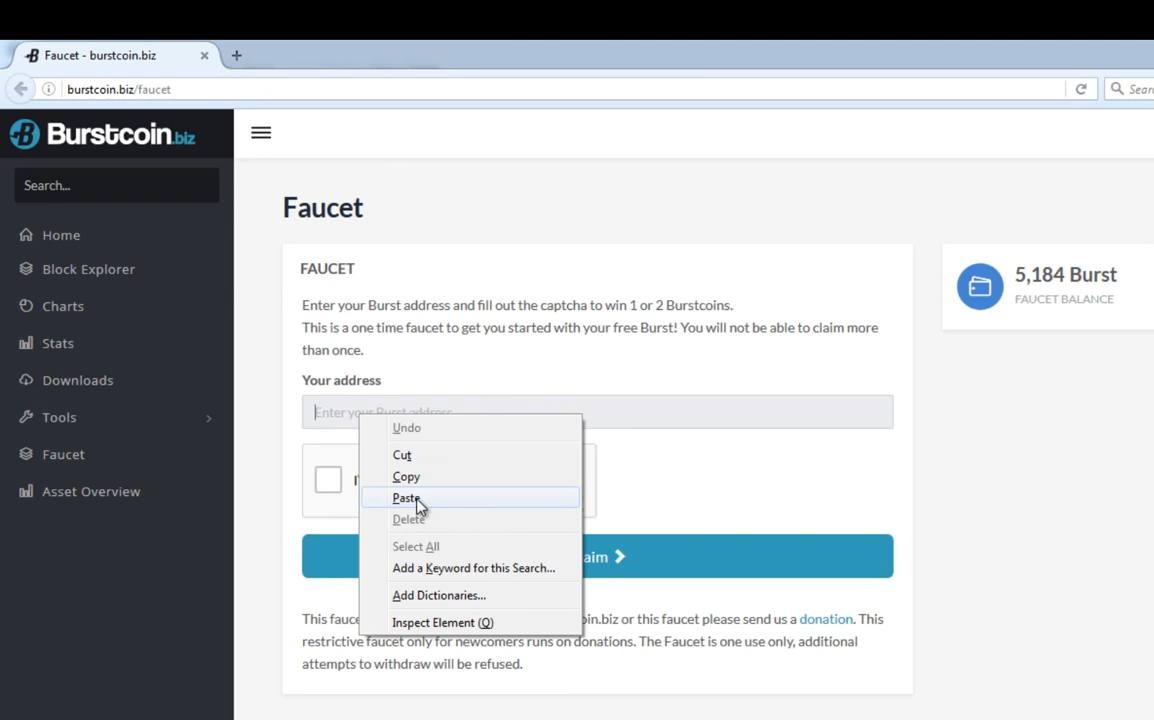 Faucet - burstcoin.biz
burstcoin.biz/faucet
Sear
Burstcoin.biz
Search...
Home
Block Explorer
Charts
Stats
Downloads
Tools
Faucet
Asset Overview
Faucet
FAUCET
Enter your Burst address and fill out the captcha to win 1 or 2 Burstcoins.
This is a one time faucet to get you started with your free Burst! You will not be able to claim more
than once.
Your address
Enter your Burst address
Undo
Cut
Copy
Paste
Delete
Select All
Add a Keyword for this Search...
Add Dictionaries...
Inspect Element (Q)
I'
aim
This fauce
in.biz or this faucet please send us a donation. This
restrictive faucet only for newcomers runs on donations. The Faucet is one use only, additional
attempts to withdraw will be refused.
5,184 Burst
FAUCET BALANCE